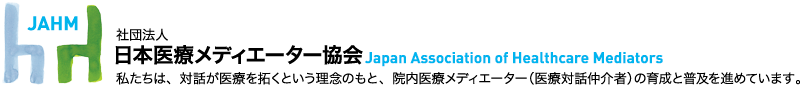 JAHM
社団法人
日本医療メディエーター協会 Japan Association of Healthcare Mediators
私たちは、対話が医療を拓くという理念のもと、院内医療メディエーター（医療対話仲介者）の育成と普及を進めています。